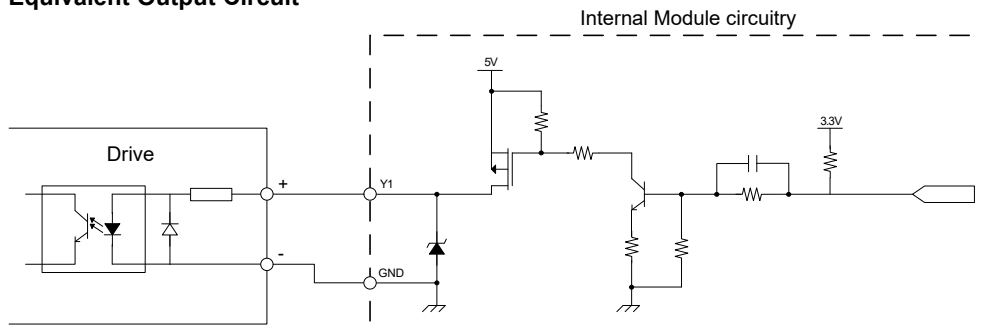 Equivalent Output Circuit
Internal Module circuitry
5V
3.3V
Drive
+
Y1
-
GND